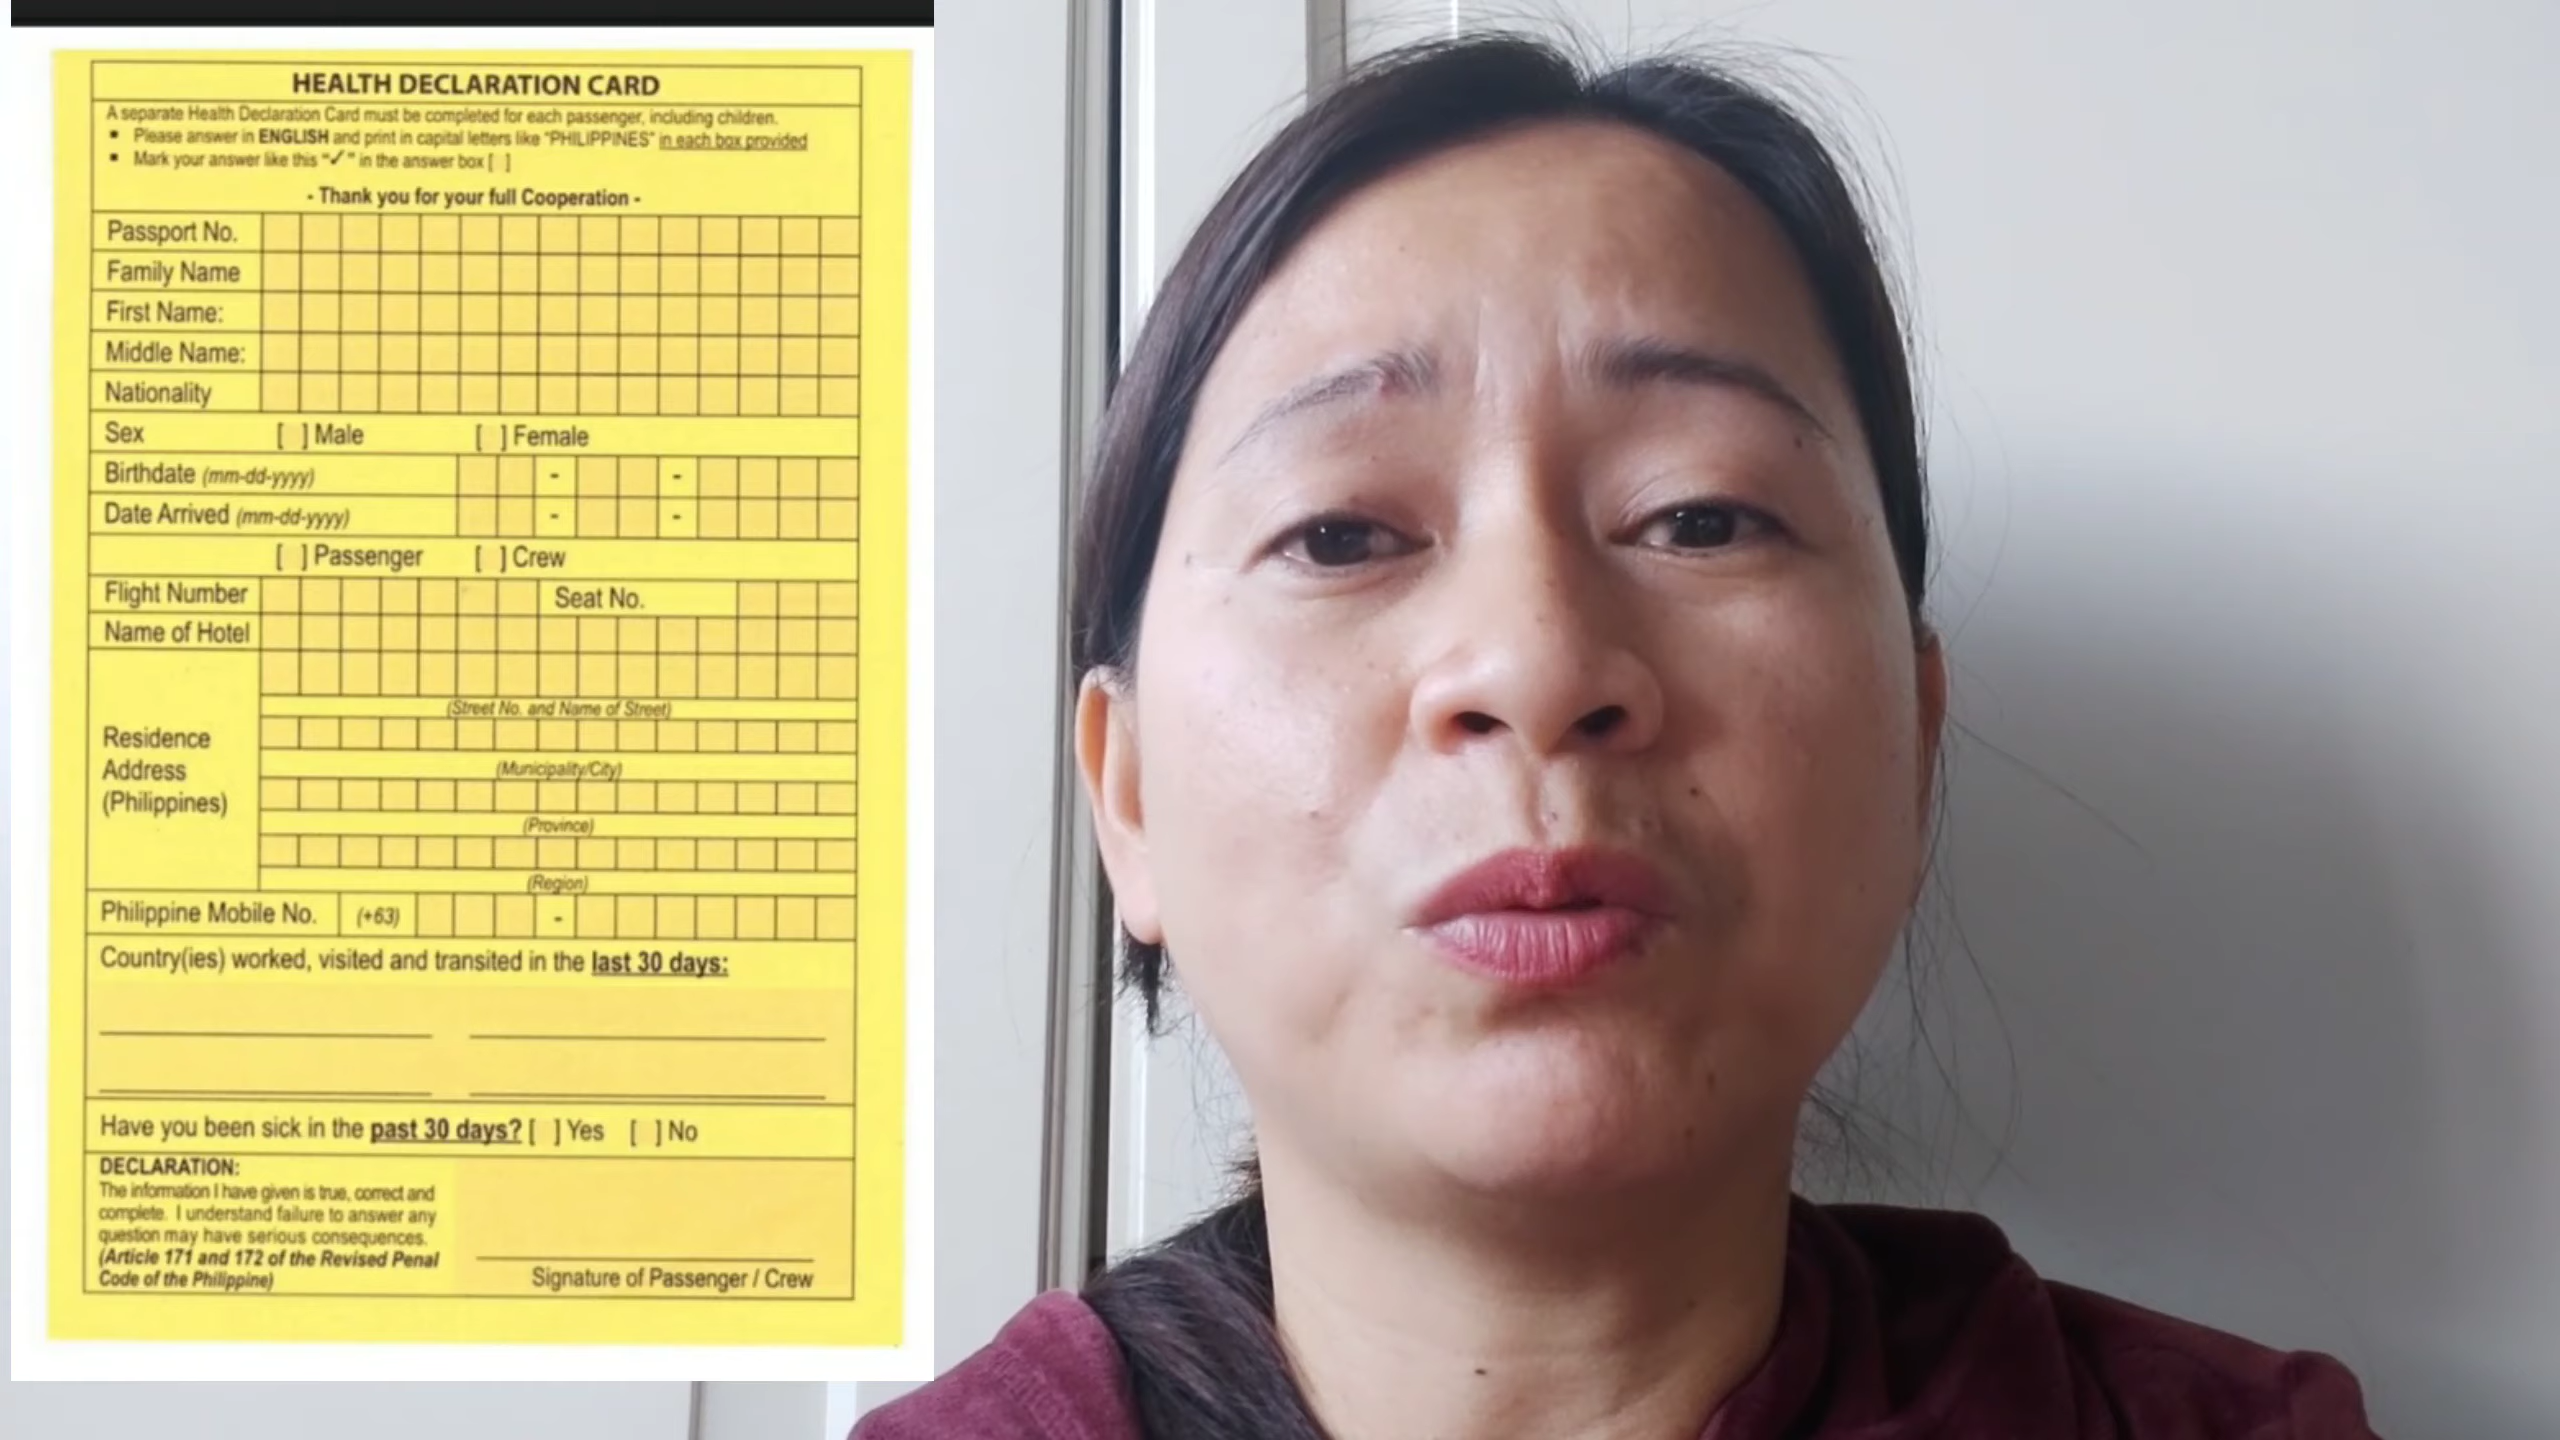 HEALTH DECLARATION CARD
A separate Health Declaration Card must be completed for each passenger, including children.
▪ Please answer in ENGLISH and print in capital letters like "PHILIPPINES" in each box provided
▪ Mark your answer like this "✓" in the answer box [ ]
- Thank you for your full Cooperation -
Passport No.
Family Name
First Name:
Middle Name:
Nationality
Sex [ ] Male [ ] Female
Birthdate (mm-dd-yyyy) - -
Date Arrived (mm-dd-yyyy) - -
[ ] Passenger [ ] Crew
Flight Number Seat No.
Name of Hotel
(Street No. and Name of Street)
Residence
Address
(Philippines)
(Municipality/City)
(Province)
(Region)
Philippine Mobile No. (+63) -
Country(ies) worked, visited and transited in the last 30 days:
Have you been sick in the past 30 days? [ ] Yes [ ] No
DECLARATION:
The information I have given is true, correct and
complete. I understand failure to answer any
question may have serious consequences.
(Article 171 and 172 of the Revised Penal
Code of the Philippine)
Signature of Passenger / Crew